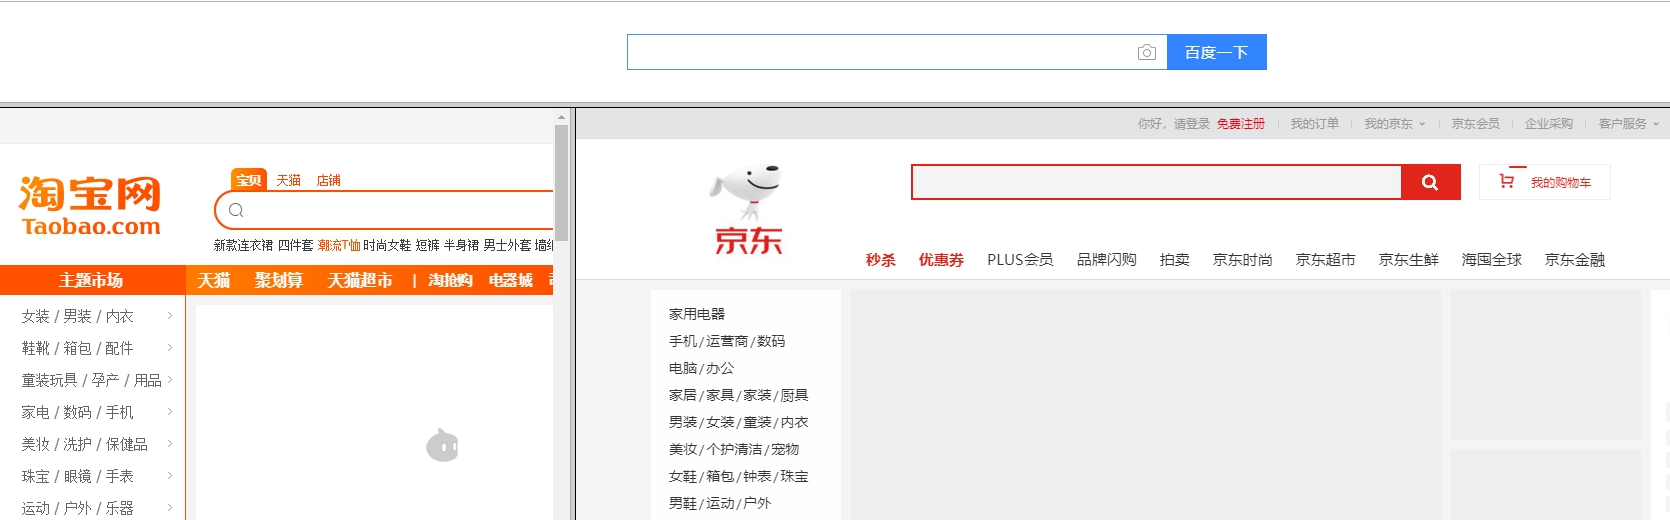 百度一下
宝贝 天猫 店铺
淘宝网
Taobao.com
新款连衣裙 四件套 潮流T恤 时尚女鞋 短裤 半身裙 男士外套
主题市场 天猫 聚划算 天猫超市 | 淘抢购 电器城
女装 / 男装 / 内衣
鞋靴 / 箱包 / 配件
童装玩具 / 孕产 / 用品
家电 / 数码 / 手机
美妆 / 洗护 / 保健品
珠宝 / 眼镜 / 手表
运动 / 户外 / 乐器
你好，请登录 免费注册 我的订单 我的京东 京东会员 企业采购 客户服务
我的购物车
京东
秒杀 优惠券 PLUS会员 品牌闪购 拍卖 京东时尚 京东超市 京东生鲜 海囤全球 京东金融
家用电器
手机/运营商/数码
电脑/办公
家居/家具/家装/厨具
男装/女装/童装/内衣
美妆/个护清洁/宠物
女鞋/箱包/钟表/珠宝
男鞋/运动/户外